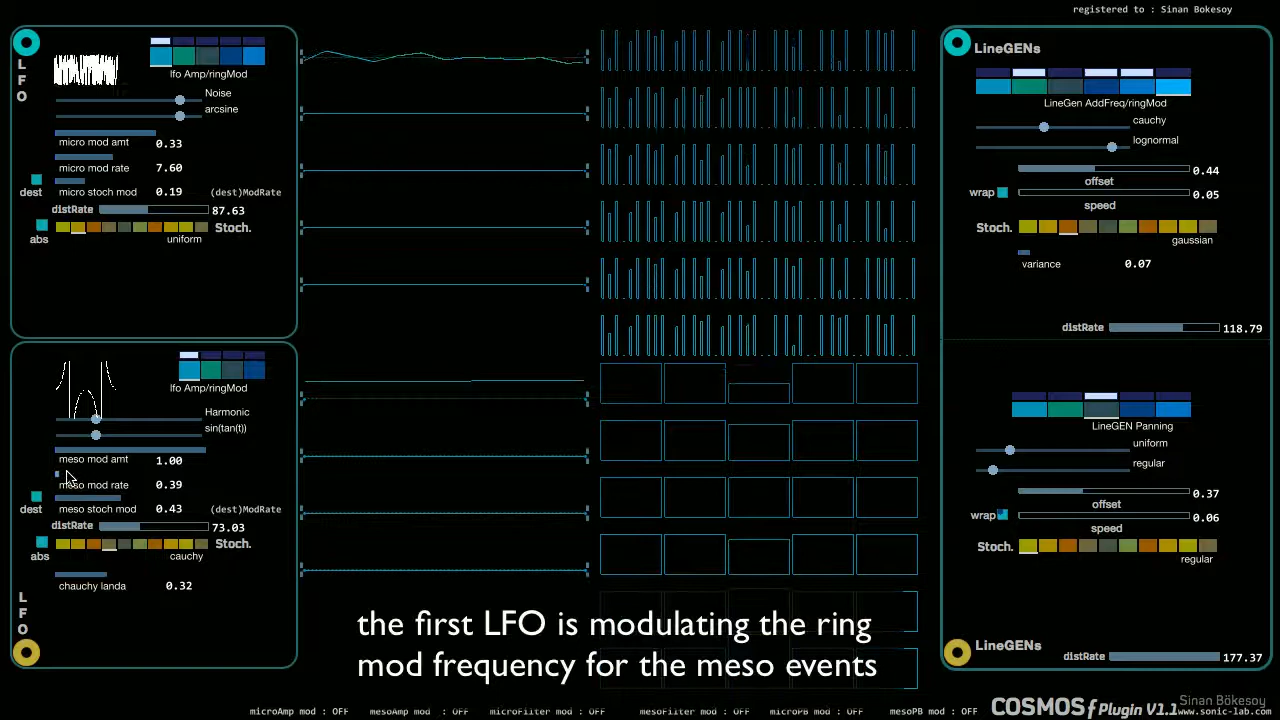 registered to : Sinan Bokesoy
LFO
lfo Amp/ringMod
Noise
arcsine
micro mod amt 0.33
micro mod rate 7.60
dest micro stoch mod 0.19 (dest)ModRate
distRate 87.63
abs Stoch.
uniform
lfo Amp/ringMod
Harmonic
sin(tan(t))
meso mod amt 1.00
meso mod rate 0.39
dest meso stoch mod 0.43 (dest)ModRate
distRate 73.03
abs Stoch.
cauchy
chauchy landa 0.32
LFO
LineGENs
LineGen AddFreq/ringMod
cauchy
lognormal
0.44
offset
wrap 0.05
speed
Stoch.
gaussian
variance 0.07
distRate 118.79
LineGEN Panning
uniform
regular
0.37
offset
wrap 0.06
speed
Stoch.
regular
LineGENs distRate 177.37
the first LFO is modulating the ring
mod frequency for the meso events
microAmp mod : OFF mesoAmp mod : OFF microFilter mod : OFF mesoFilter mod : OFF microPB mod : OFF mesoPB mod : OFF
COSMOSf Plugin V1.1
Sinan Bökesoy
www.sonic-lab.com